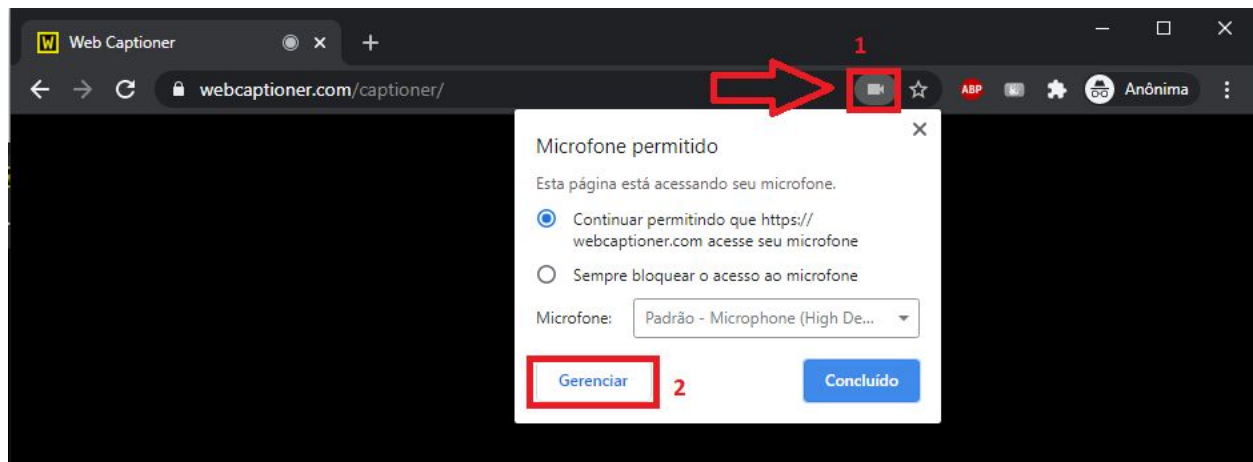 W Web Captioner
1
webcaptioner.com/captioner/
ABP
Anônima
Microfone permitido
Esta página está acessando seu microfone.
Continuar permitindo que https://
webcaptioner.com acesse seu microfone
Sempre bloquear o acesso ao microfone
Microfone: Padrão - Microphone (High De...
Gerenciar
2
Concluído